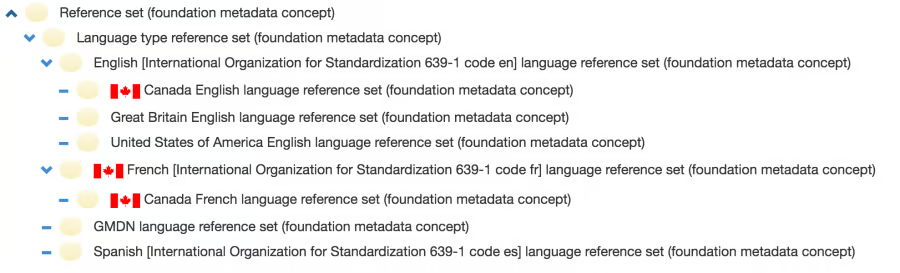 Reference set (foundation metadata concept)
Language type reference set (foundation metadata concept)
English [International Organization for Standardization 639-1 code en] language reference set (foundation metadata concept)
Canada English language reference set (foundation metadata concept)
Great Britain English language reference set (foundation metadata concept)
United States of America English language reference set (foundation metadata concept)
French [International Organization for Standardization 639-1 code fr] language reference set (foundation metadata concept)
Canada French language reference set (foundation metadata concept)
GMDN language reference set (foundation metadata concept)
Spanish [International Organization for Standardization 639-1 code es] language reference set (foundation metadata concept)